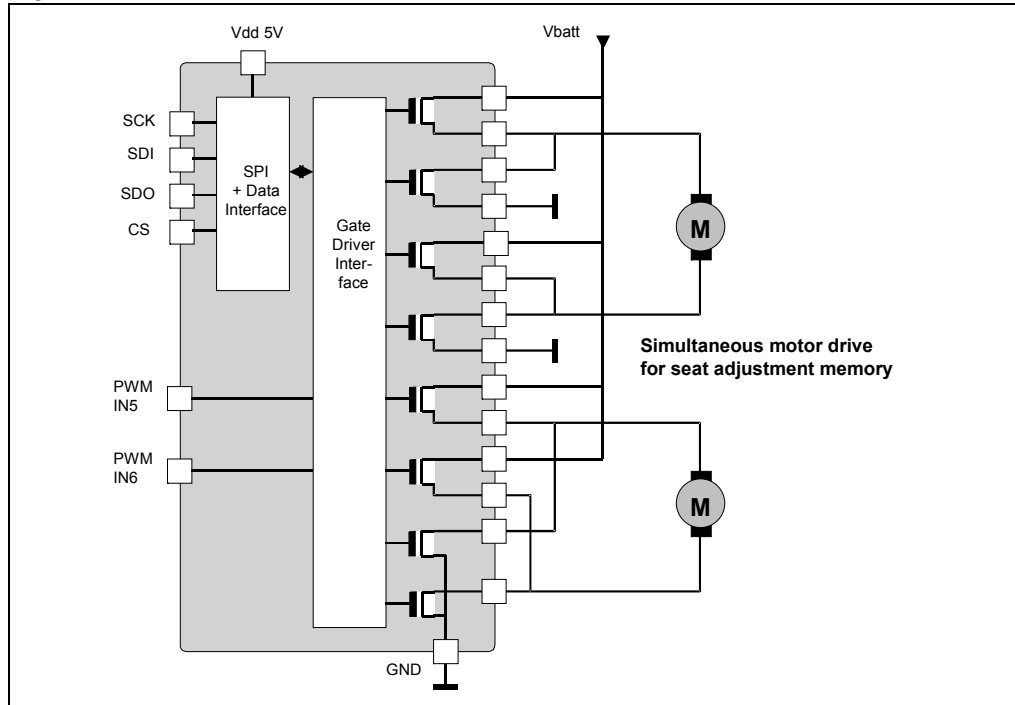 Vdd 5V
Vbatt
SCK
SDI
SDO
CS
SPI
+ Data
Interface
Gate
Driver
Inter-
face
M
Simultaneous motor drive
for seat adjustment memory
PWM
IN5
PWM
IN6
M
GND